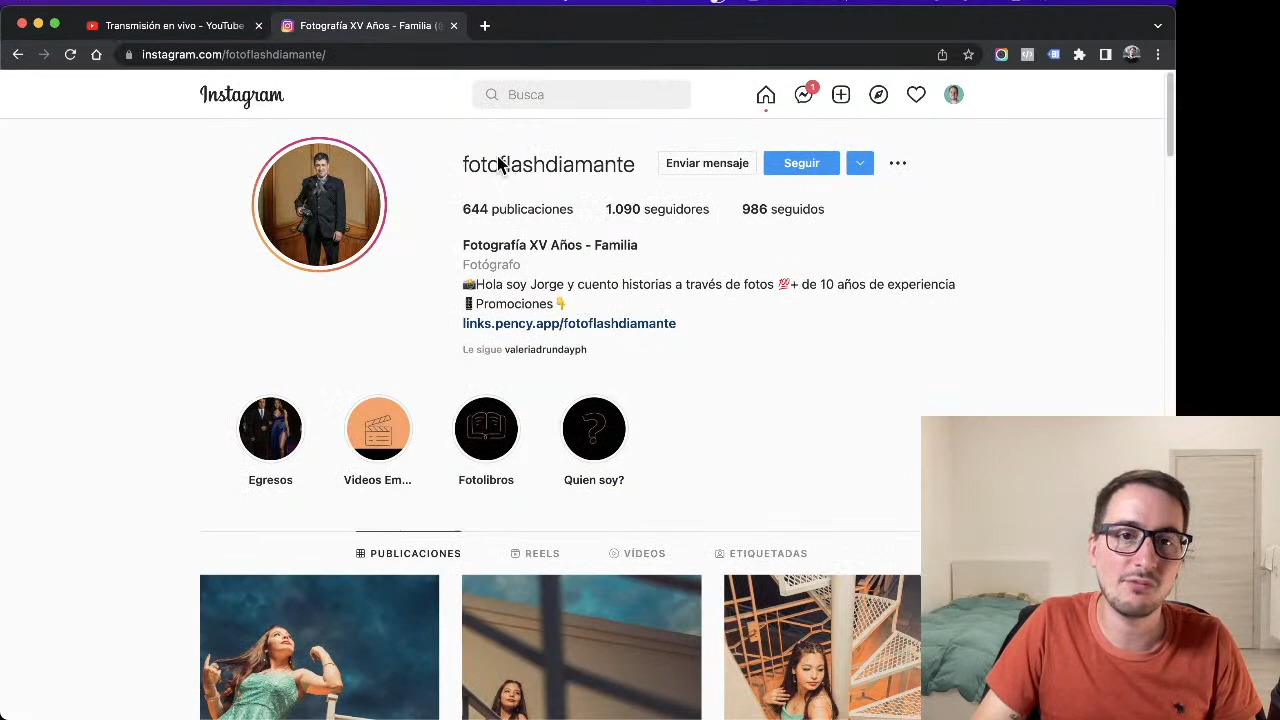 Transmisión en vivo - YouTube
Fotografía XV Años - Familia (
instagram.com/fotoflashdiamante/
Instagram
Busca
1
fotoflashdiamante
Enviar mensaje
Seguir
644 publicaciones
1.090 seguidores
986 seguidos
Fotografía XV Años - Familia
Fotógrafo
📸Hola soy Jorge y cuento historias a través de fotos 💯+ de 10 años de experiencia
📱Promociones👇
links.pency.app/fotoflashdiamante
Le sigue valeriadrundayph
Egresos
Videos Em...
Fotolibros
Quien soy?
PUBLICACIONES
REELS
VÍDEOS
ETIQUETADAS